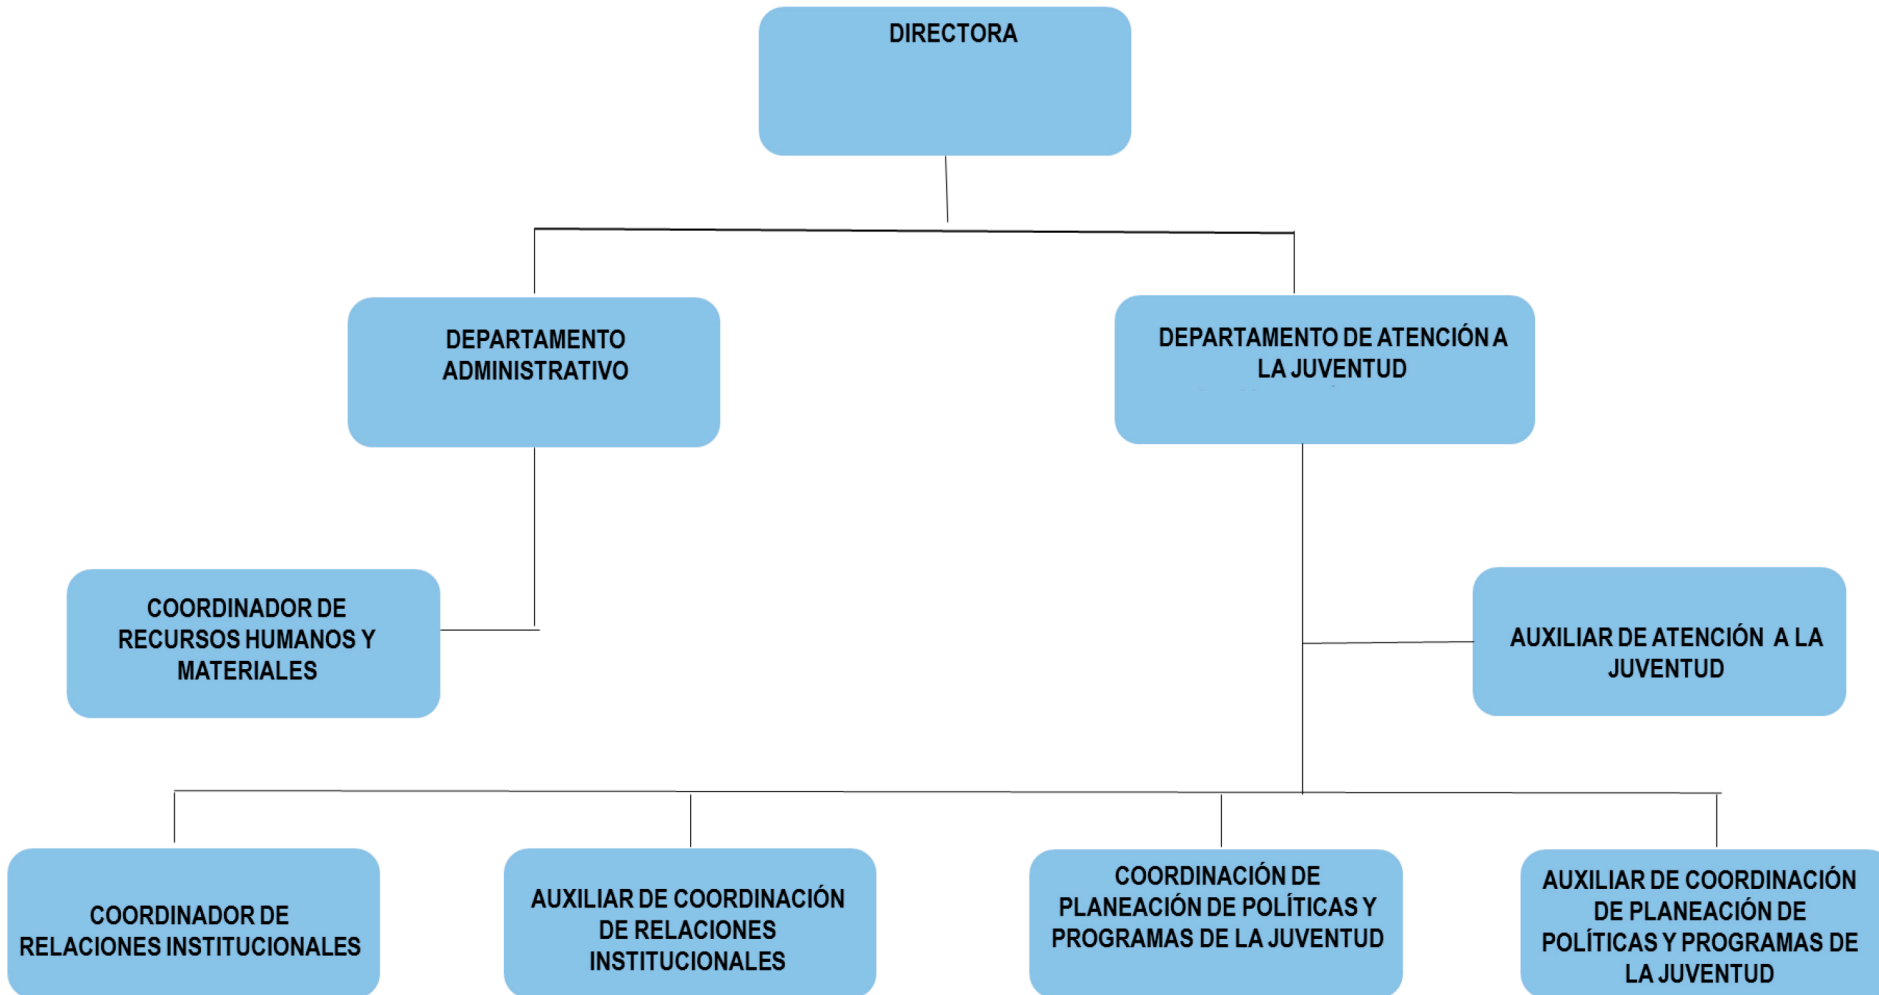 DIRECTORA
DEPARTAMENTO
ADMINISTRATIVO
DEPARTAMENTO DE ATENCIÓN A
LA JUVENTUD
COORDINADOR DE
RECURSOS HUMANOS Y
MATERIALES
AUXILIAR DE ATENCIÓN A LA
JUVENTUD
COORDINADOR DE
RELACIONES INSTITUCIONALES
AUXILIAR DE COORDINACIÓN
DE RELACIONES
INSTITUCIONALES
COORDINACIÓN DE
PLANEACIÓN DE POLÍTICAS Y
PROGRAMAS DE LA JUVENTUD
AUXILIAR DE COORDINACIÓN
DE PLANEACIÓN DE
POLÍTICAS Y PROGRAMAS DE
LA JUVENTUD